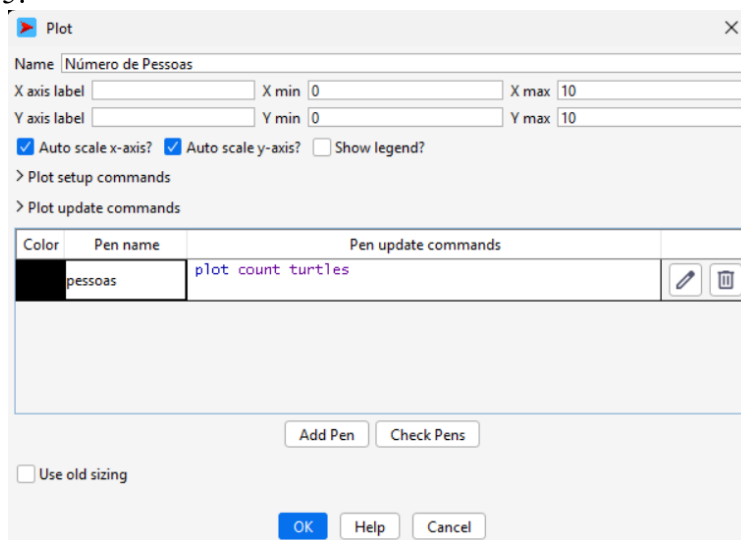 Plot
Name Número de Pessoas
X axis label X min 0 X max 10
Y axis label Y min 0 Y max 10
Auto scale x-axis? Auto scale y-axis? Show legend?
> Plot setup commands
> Plot update commands
Color Pen name Pen update commands
pessoas plot count turtles
Add Pen Check Pens
Use old sizing
OK Help Cancel